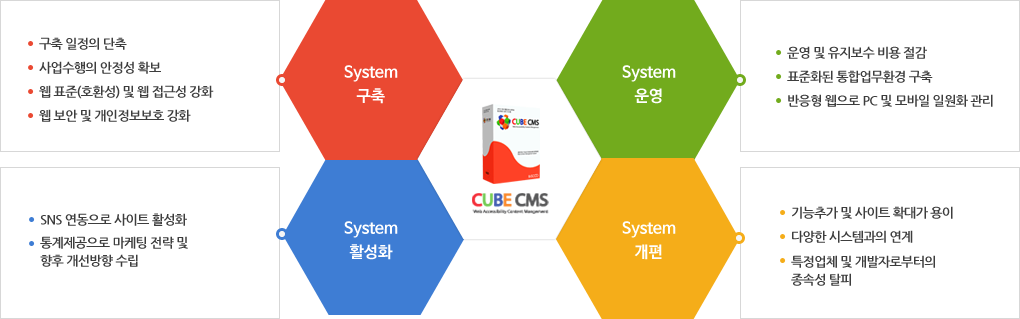 구축 일정의 단축
사업수행의 안정성 확보
웹 표준(호환성) 및 웹 접근성 강화
웹 보안 및 개인정보보호 강화
System
구축
System
운영
운영 및 유지보수 비용 절감
표준화된 통합업무환경 구축
반응형 웹으로 PC 및 모바일 일원화 관리
CUBE CMS
CUBE CMS
Web Accessibility Content Management
SNS 연동으로 사이트 활성화
통계제공으로 마케팅 전략 및
향후 개선방향 수립
System
활성화
System
개편
기능추가 및 사이트 확대가 용이
다양한 시스템과의 연계
특정업체 및 개발자로부터의
종속성 탈피